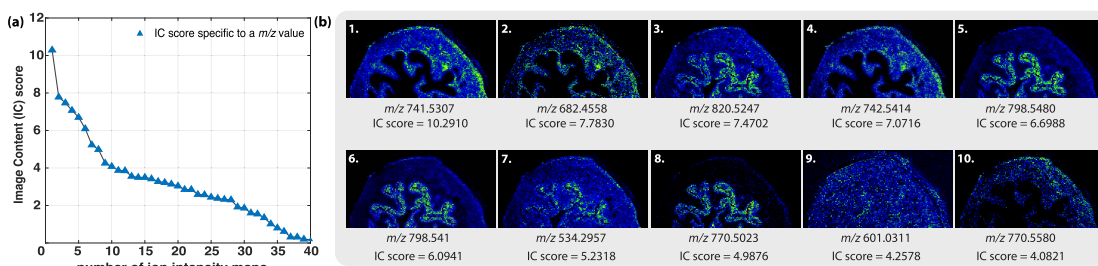 (a)
12
10
8
6
4
2
0
5
10
15
20
25
30
35
40
Image Content (IC) score
IC score specific to a m/z value
number of ion intensity maps
(b)
1.
m/z 741.5307
IC score = 10.2910
2.
m/z 682.4558
IC score = 7.7830
3.
m/z 820.5247
IC score = 7.4702
4.
m/z 742.5414
IC score = 7.0716
5.
m/z 798.5480
IC score = 6.6988
6.
m/z 798.541
IC score = 6.0941
7.
m/z 534.2957
IC score = 5.2318
8.
m/z 770.5023
IC score = 4.9876
9.
m/z 601.0311
IC score = 4.2578
10.
m/z 770.5580
IC score = 4.0821